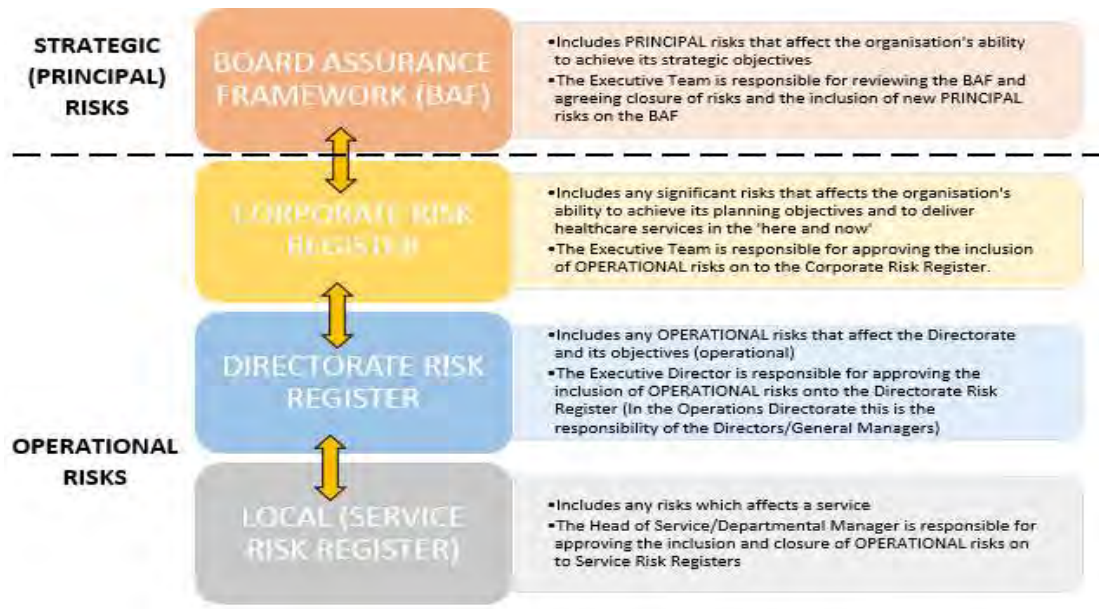 STRATEGIC
(PRINCIPAL)
RISKS
BOARD ASSURANCE
FRAMEWORK (BAF)
•Includes PRINCIPAL risks that affect the organisation's ability
to achieve its strategic objectives
•The Executive Team is responsible for reviewing the BAF and
agreeing closure of risks and the inclusion of new PRINCIPAL
risks on the BAF
CORPORATE RISK
REGISTER
•Includes any significant risks that affects the organisation's
ability to achieve its planning objectives and to deliver
healthcare services in the 'here and now'
•The Executive Team is responsible for approving the inclusion
of OPERATIONAL risks on to the Corporate Risk Register.
OPERATIONAL
RISKS
DIRECTORATE RISK
REGISTER
•Includes any OPERATIONAL risks that affect the Directorate
and its objectives (operational)
•The Executive Director is responsible for approving the
inclusion of OPERATIONAL risks onto the Directorate Risk
Register (In the Operations Directorate this is the
responsibility of the Directors/General Managers)
LOCAL (SERVICE
RISK REGISTER)
•Includes any risks which affects a service
•The Head of Service/Departmental Manager is responsible for
approving the inclusion and closure of OPERATIONAL risks on
to Service Risk Registers